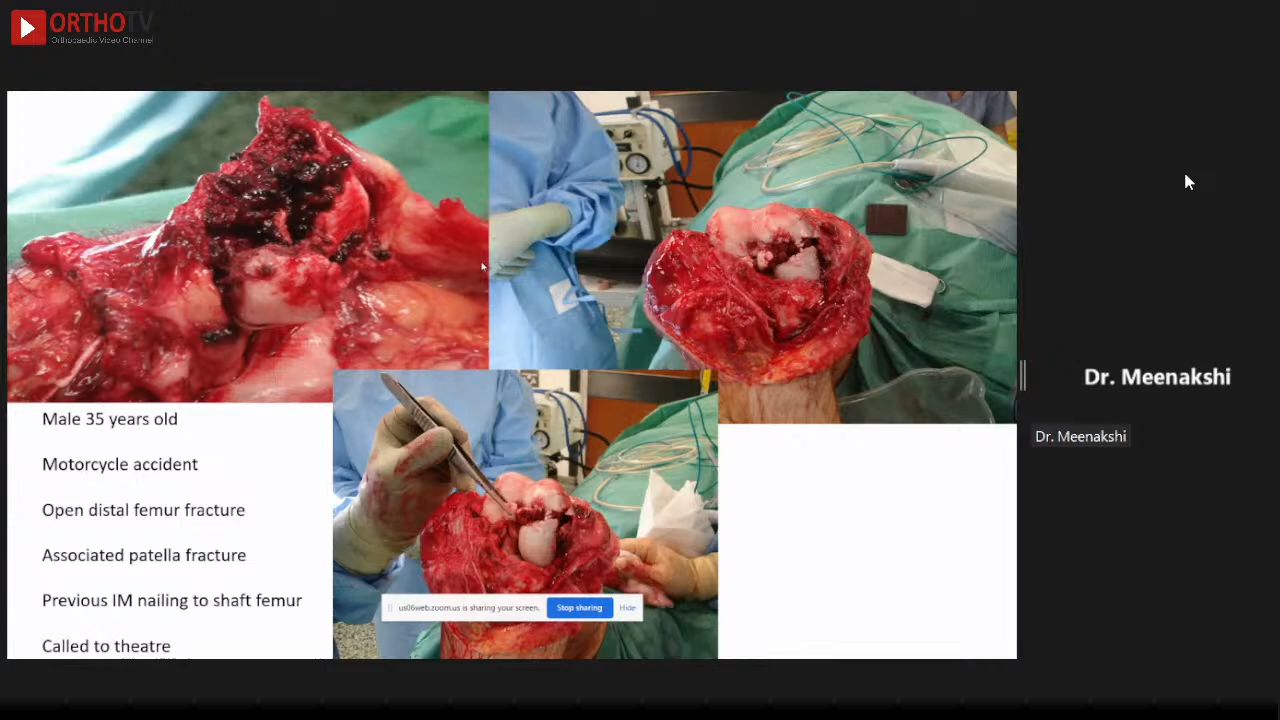 ORTHOTV
Orthopaedic Video Channel
Male 35 years old
Motorcycle accident
Open distal femur fracture
Associated patella fracture
Previous IM nailing to shaft femur
Called to theatre
us06web.zoom.us is sharing your screen.
Stop sharing
Hide
Dr. Meenakshi
Dr. Meenakshi